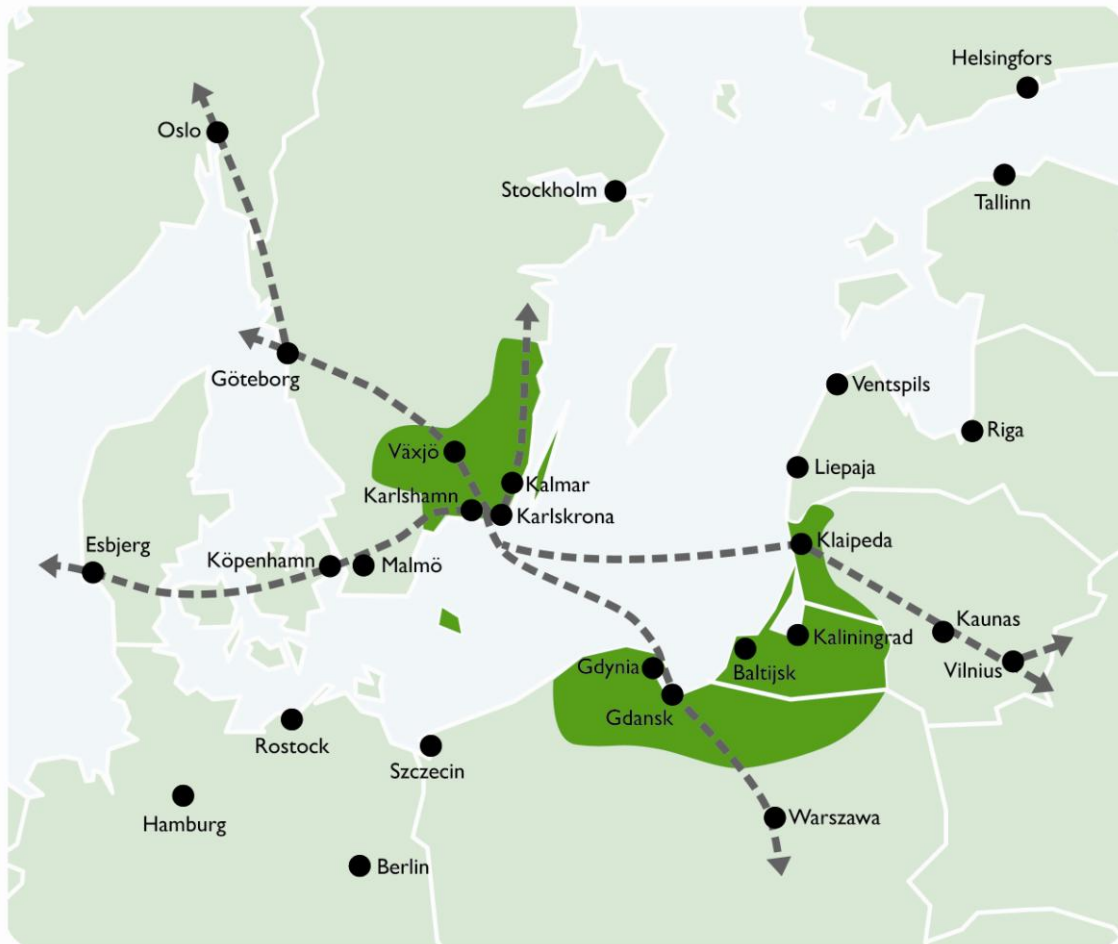 Helsingfors
Oslo
Stockholm
Tallinn
Göteborg
Ventspils
Riga
Växjö
Liepaja
Kalmar
Karlshamn
Karlskrona
Klaipeda
Esbjerg
Köpenhamn
Malmö
Kaunas
Kaliningrad
Gdynia
Baltijsk
Vilnius
Gdansk
Rostock
Szczecin
Hamburg
Warszawa
Berlin